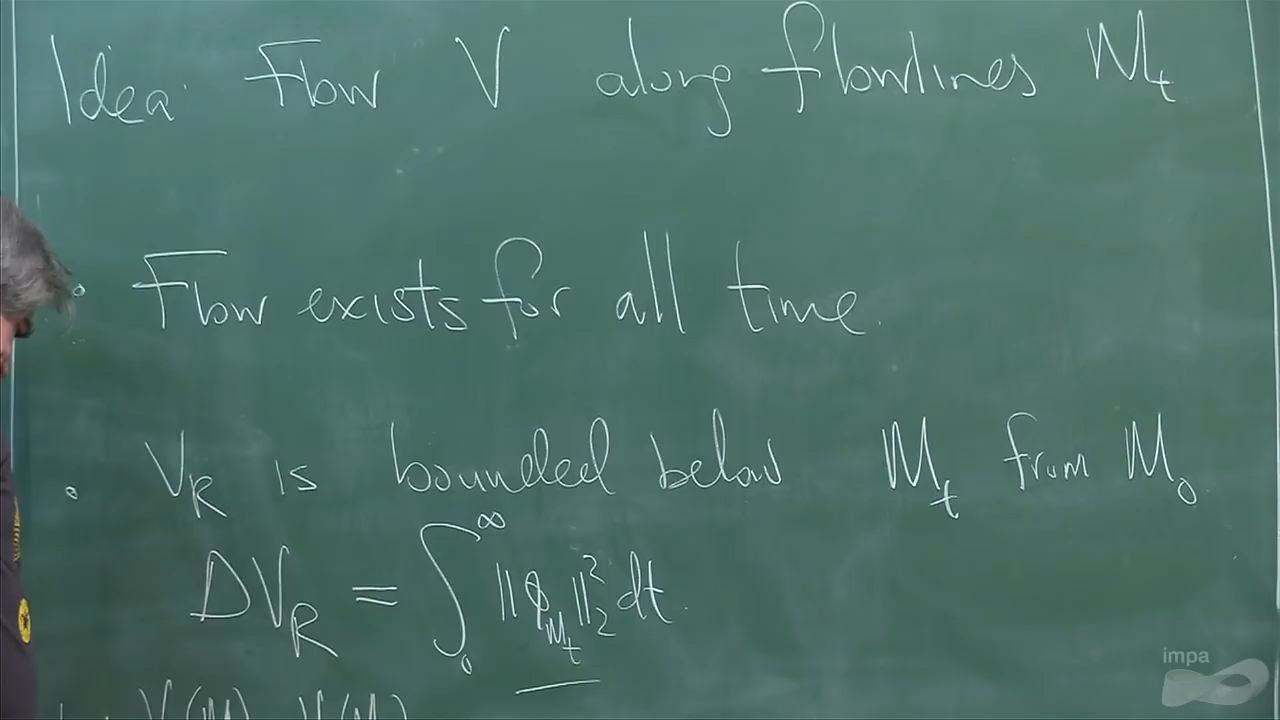 Idea: Flow V along flowlines M_t
• Flow exists for all time.
• V_R is bounded below M_t from M_0
DV_R = ∫_0^∞ ||φ_{M_t}||_2^2 dt.
V(M) V(M)
impa